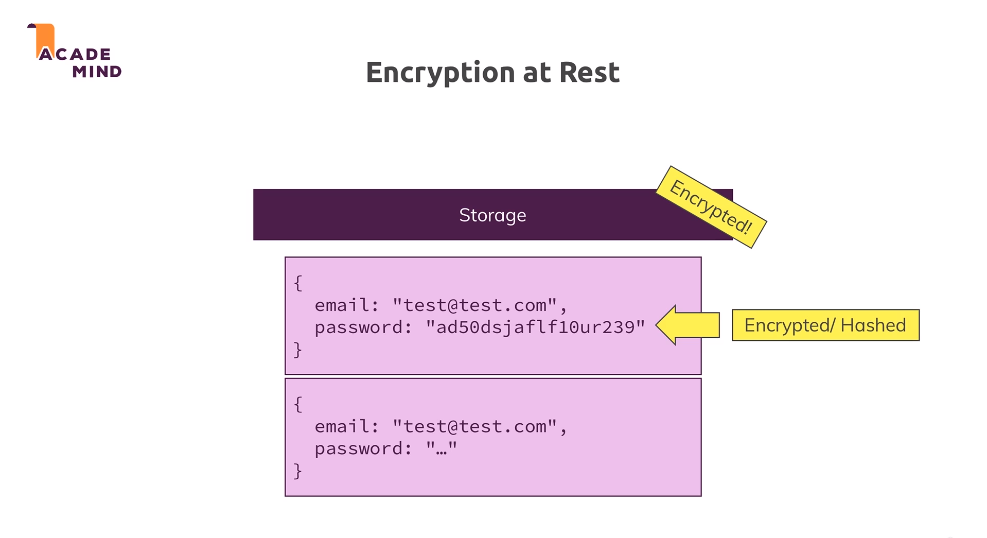 ACADE
MIND
Encryption at Rest
Encrypted!
Storage
{
email: "test@test.com",
password: "ad50dsjaflf10ur239"
}
Encrypted/ Hashed
{
email: "test@test.com",
password: "…"
}